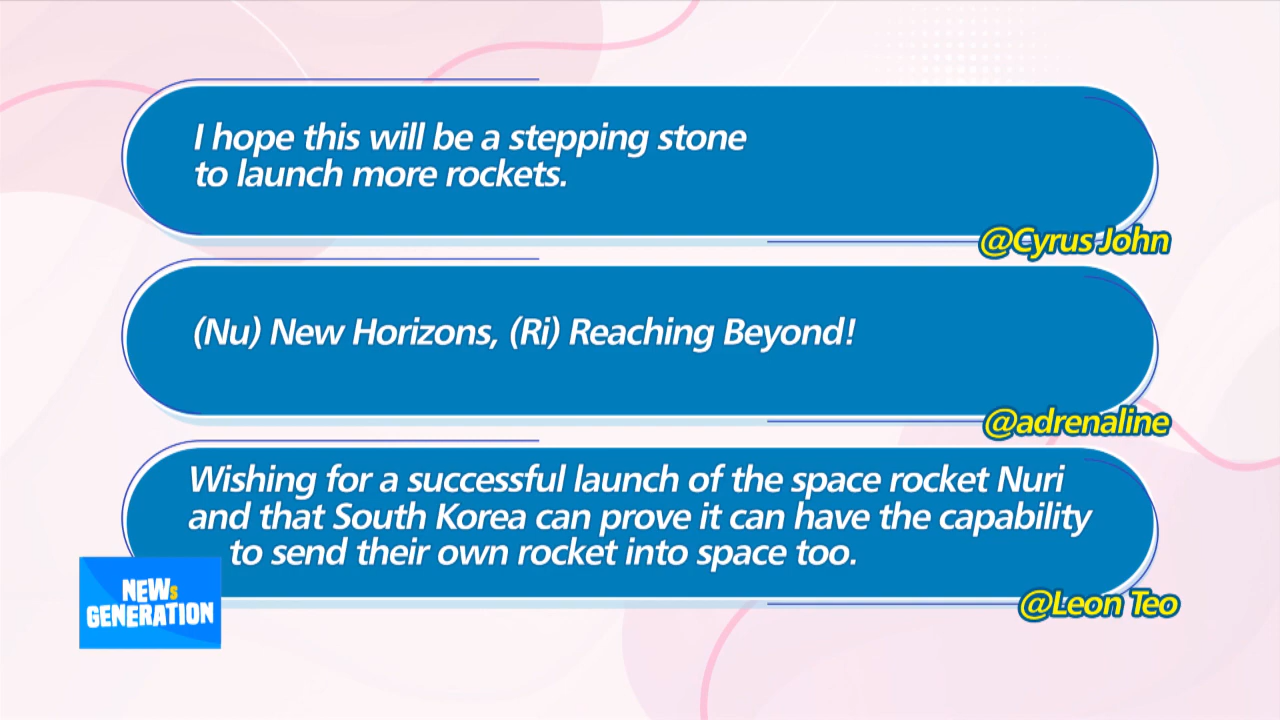 I hope this will be a stepping stone
to launch more rockets.
@Cyrus John
(Nu) New Horizons, (Ri) Reaching Beyond!
@adrenaline
Wishing for a successful launch of the space rocket Nuri
and that South Korea can prove it can have the capability
to send their own rocket into space too.
@Leon Teo
NEWs
GENERATION